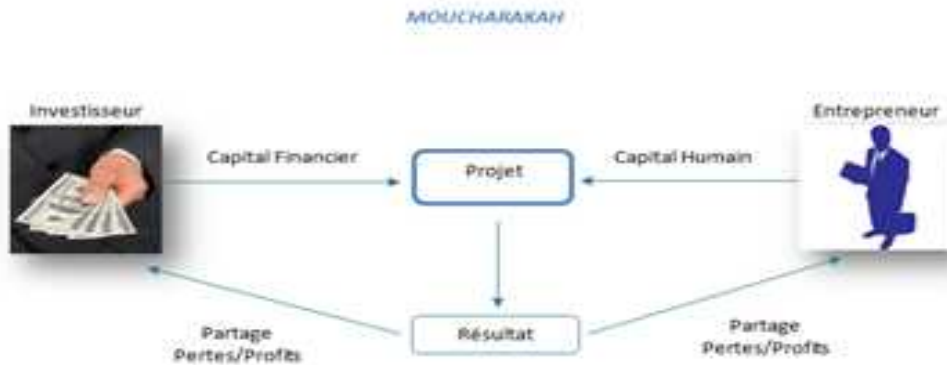 MOUCHARAKAH
Investisseur
Entrepreneur
Capital Financier
Projet
Capital Humain
Résultat
Partage
Pertes/Profits
Partage
Pertes/Profits